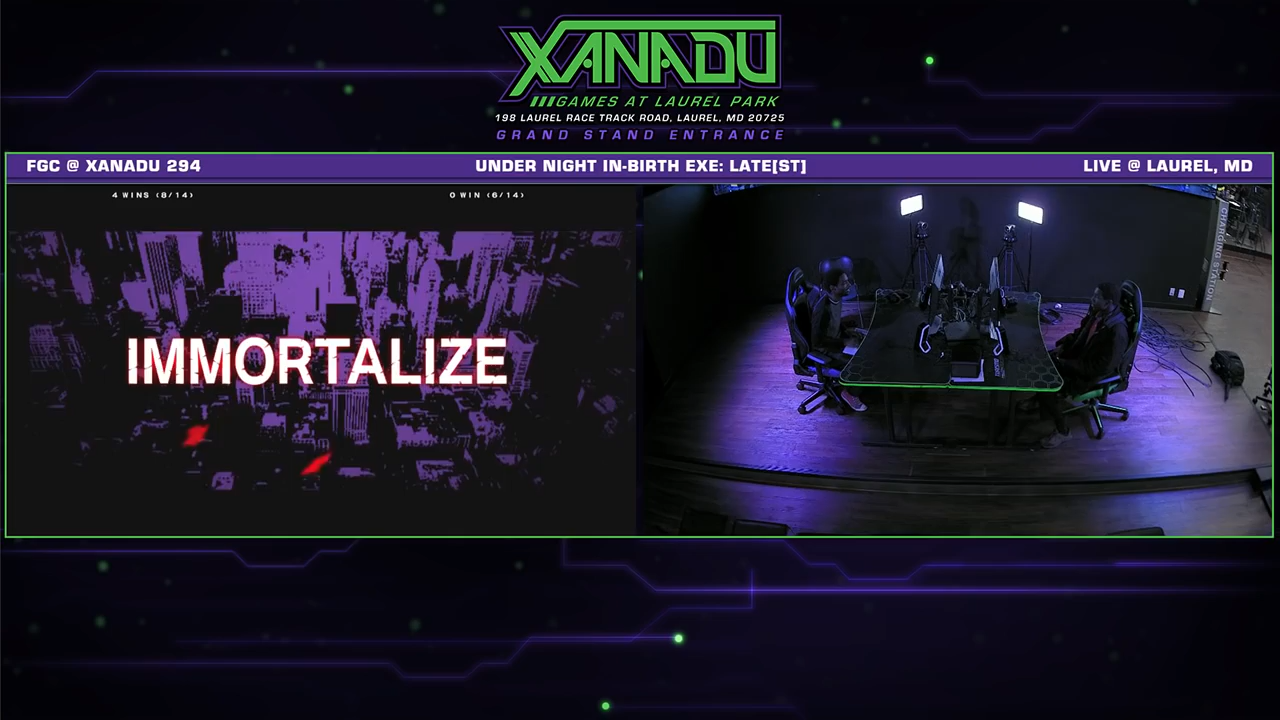 XANADU
GAMES AT LAUREL PARK
198 LAUREL RACE TRACK ROAD, LAUREL, MD 20725
GRAND STAND ENTRANCE
FGC @ XANADU 294
UNDER NIGHT IN-BIRTH EXE: LATE[ST]
LIVE @ LAUREL, MD
4 WINS (8/14)
0 WIN (6/14)
IMMORTALIZE
CHARGING STATION